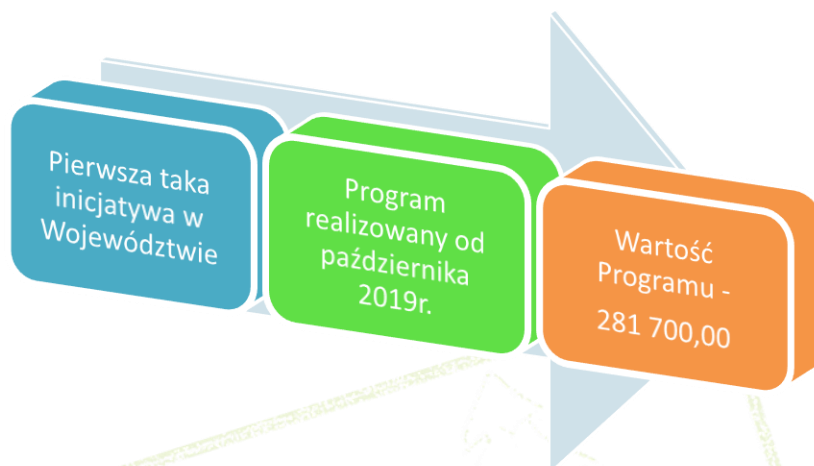 Pierwsza taka
inicjatywa w
Województwie
Program
realizowany od
października
2019r.
Wartość
Programu -
281 700,00